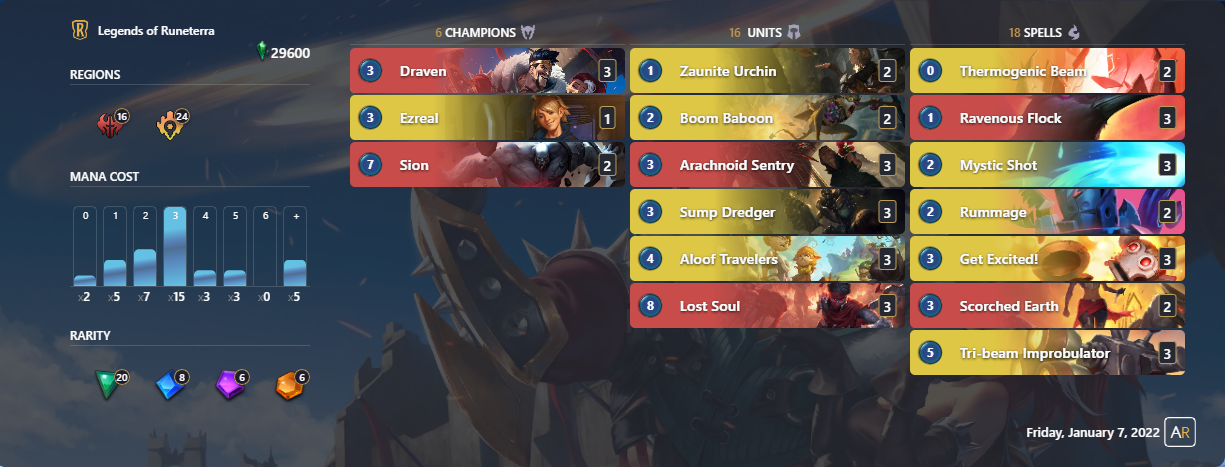 Legends of Runeterra
29600
REGIONS
16
24
MANA COST
0 1 2 3 4 5 6 +
x2 x5 x7 x15 x3 x3 x0 x5
RARITY
20
8
6
6
6 CHAMPIONS
3 Draven 3
3 Ezreal 1
7 Sion 2
16 UNITS
1 Zaunite Urchin 2
2 Boom Baboon 2
3 Arachnoid Sentry 3
3 Sump Dredger 3
4 Aloof Travelers 3
8 Lost Soul 3
18 SPELLS
0 Thermogenic Beam 2
1 Ravenous Flock 3
2 Mystic Shot 3
2 Rummage 2
3 Get Excited! 3
3 Scorched Earth 2
5 Tri-beam Improbulator 3
Friday, January 7, 2022 AR